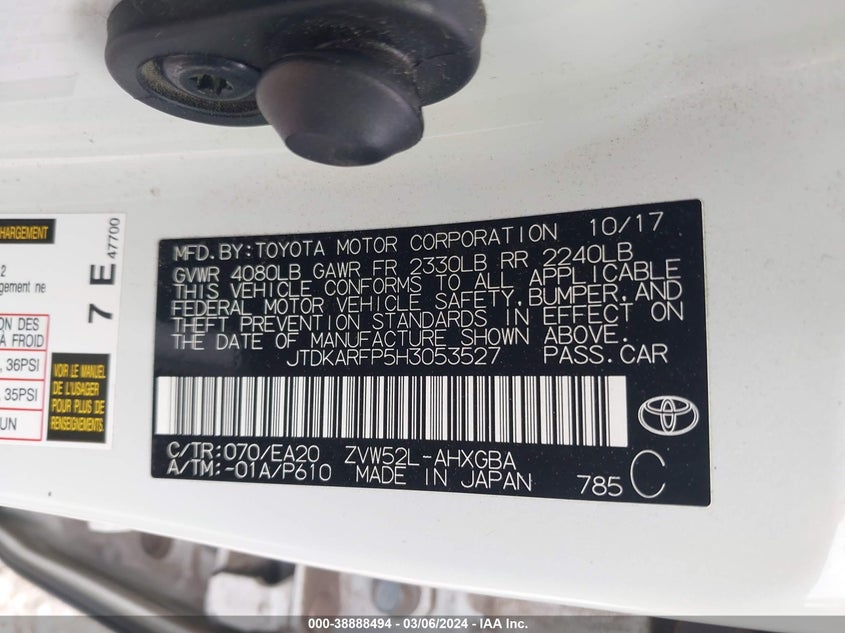 MFD. BY: TOYOTA MOTOR CORPORATION 10/17
GVWR 4080LB GAWR FR 2330LB RR 2240LB
THIS VEHICLE CONFORMS TO ALL APPLICABLE
FEDERAL MOTOR VEHICLE SAFETY, BUMPER, AND
THEFT PREVENTION STANDARDS IN EFFECT ON
THE DATE OF MANUFACTURE SHOWN ABOVE.
JTDKARFP5H3053527 PASS. CAR
C/TR: 070/EA20 ZVW52L-AHXGBA
A/TM: -01A/P610 MADE IN JAPAN 785 C
HARGEMENT
2
gement ne
ON DES
À FROID
, 36PSI
, 35PSI
UN
VOIR LE MANUEL
DE L'USAGER
POUR PLUS DE
RENSEIGNEMENTS.
7 E 47700
000-38888494 - 03/06/2024 - IAA Inc.